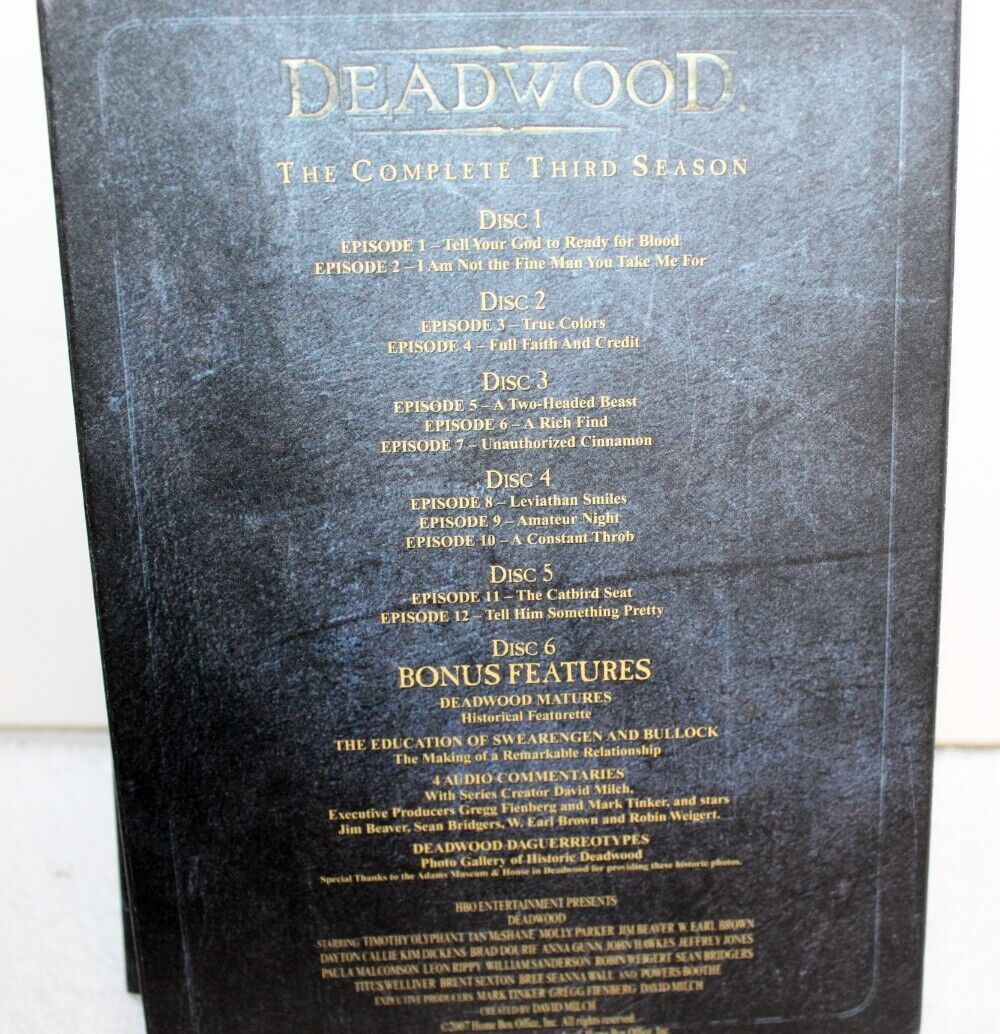 DEADWOOD.
THE COMPLETE THIRD SEASON
DISC 1
EPISODE 1 – Tell Your God to Ready for Blood
EPISODE 2 – I Am Not the Fine Man You Take Me For
DISC 2
EPISODE 3 – True Colors
EPISODE 4 – Full Faith And Credit
DISC 3
EPISODE 5 – A Two-Headed Beast
EPISODE 6 – A Rich Find
EPISODE 7 – Unauthorized Cinnamon
DISC 4
EPISODE 8 – Leviathan Smiles
EPISODE 9 – Amateur Night
EPISODE 10 – A Constant Throb
DISC 5
EPISODE 11 – The Catbird Seat
EPISODE 12 – Tell Him Something Pretty
DISC 6
BONUS FEATURES
DEADWOOD MATURES
Historical Featurette
THE EDUCATION OF SWEARENGEN AND BULLOCK
The Making of a Remarkable Relationship
4 AUDIO COMMENTARIES
With Series Creator David Milch,
Executive Producers Gregg Fienberg and Mark Tinker, and stars
Jim Beaver, Sean Bridgers, W. Earl Brown and Robin Weigert.
DEADWOOD DAGUERREOTYPES
Photo Gallery of Historic Deadwood
Special Thanks to the Adams Museum & House in Deadwood for providing these historic photos.
HBO ENTERTAINMENT PRESENTS
DEADWOOD
STARRING TIMOTHY OLYPHANT IAN McSHANE MOLLY PARKER JIM BEAVER W. EARL BROWN
DAYTON CALLIE KIM DICKENS BRAD DOURIF ANNA GUNN JOHN HAWKES JEFFREY JONES
PAULA MALCOMSON LEON RIPPY WILLIAM SANDERSON ROBIN WEIGERT SEAN BRIDGERS
TITUS WELLIVER BRENT SEXTON BREE SEANNA WALL AND POWERS BOOTHE
EXECUTIVE PRODUCERS MARK TINKER GREGG FIENBERG DAVID MILCH
CREATED BY DAVID MILCH
©2007 Home Box Office, Inc. All rights reserved.